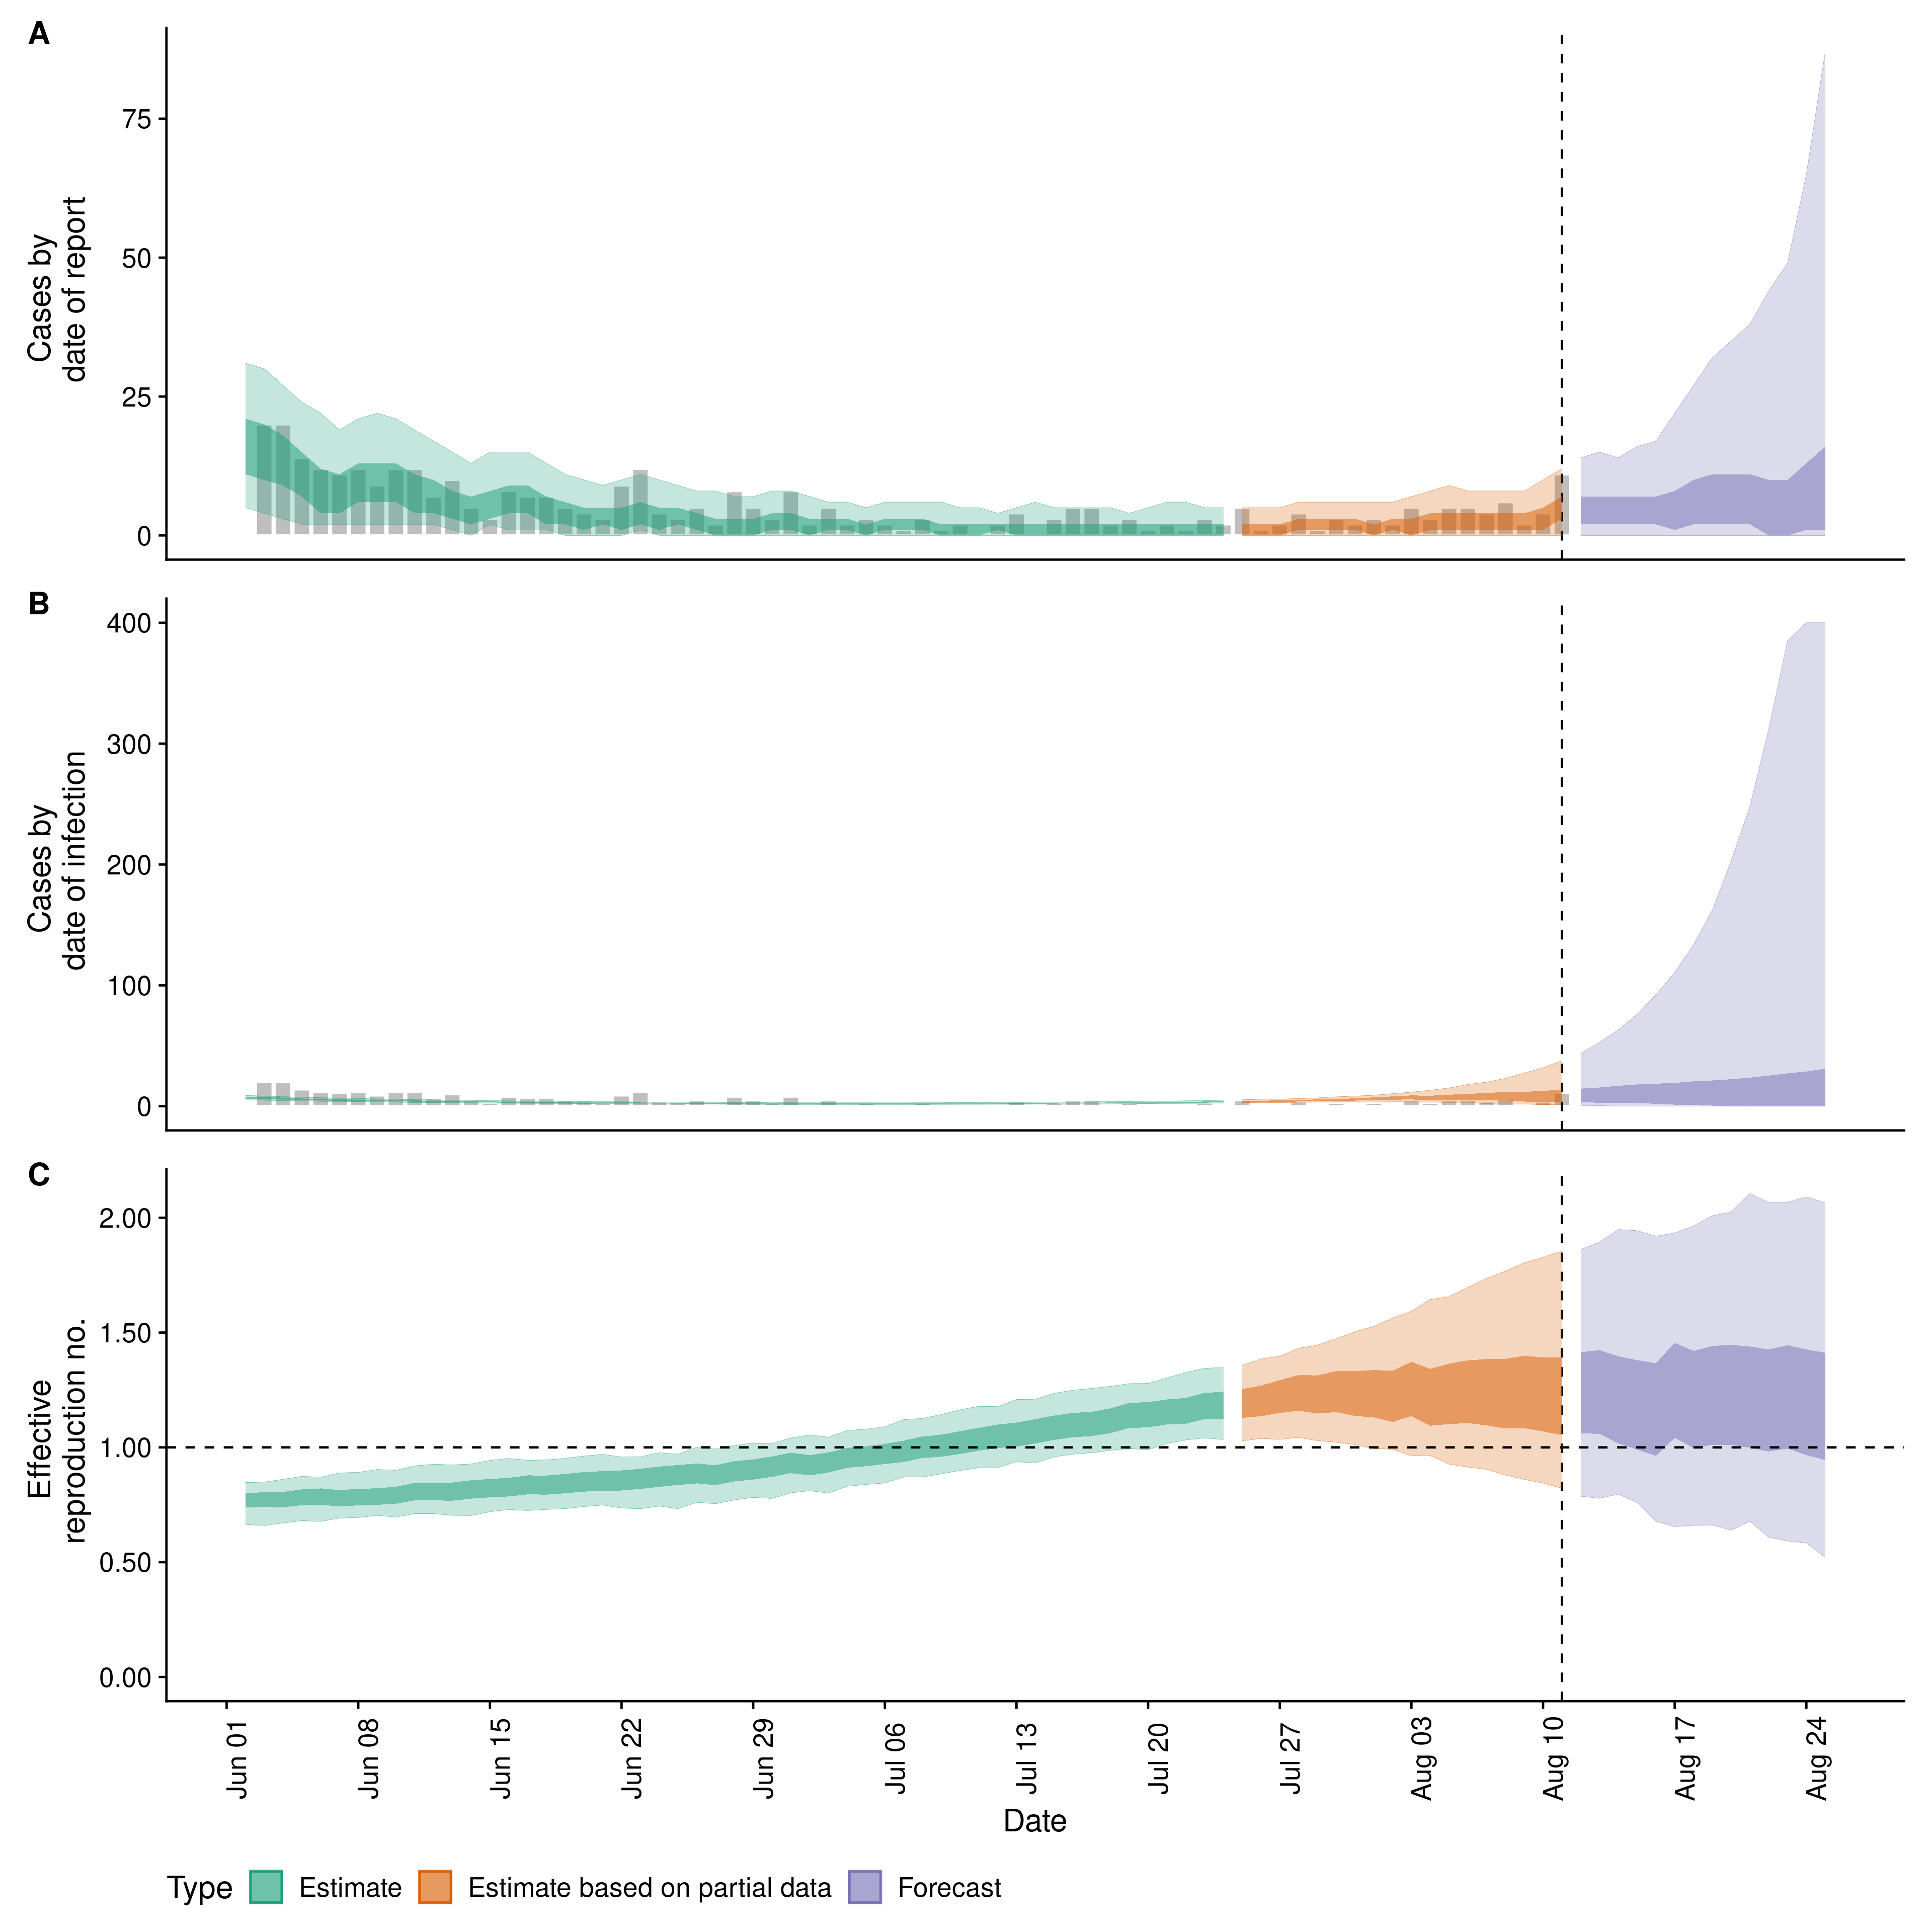 A
Cases by
date of report
75
50
25
0
B
Cases by
date of infection
400
300
200
100
0
C
Effective
reproduction no.
2.00
1.50
1.00
0.50
0.00
Jun 01
Jun 08
Jun 15
Jun 22
Jun 29
Jul 06
Jul 13
Jul 20
Jul 27
Aug 03
Aug 10
Aug 17
Aug 24
Date
Type Estimate Estimate based on partial data Forecast